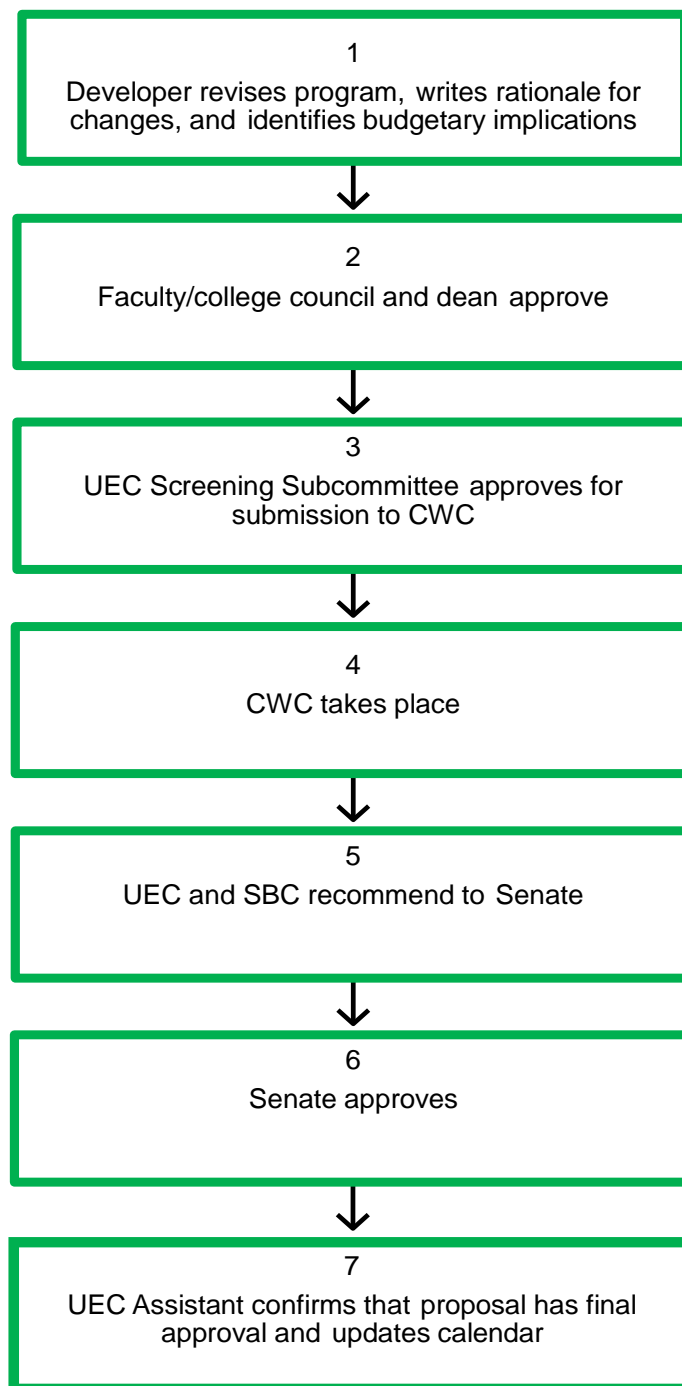 1
Developer revises program, writes rationale for
changes, and identifies budgetary implications
2
Faculty/college council and dean approve
3
UEC Screening Subcommittee approves for
submission to CWC
4
CWC takes place
5
UEC and SBC recommend to Senate
6
Senate approves
7
UEC Assistant confirms that proposal has final
approval and updates calendar